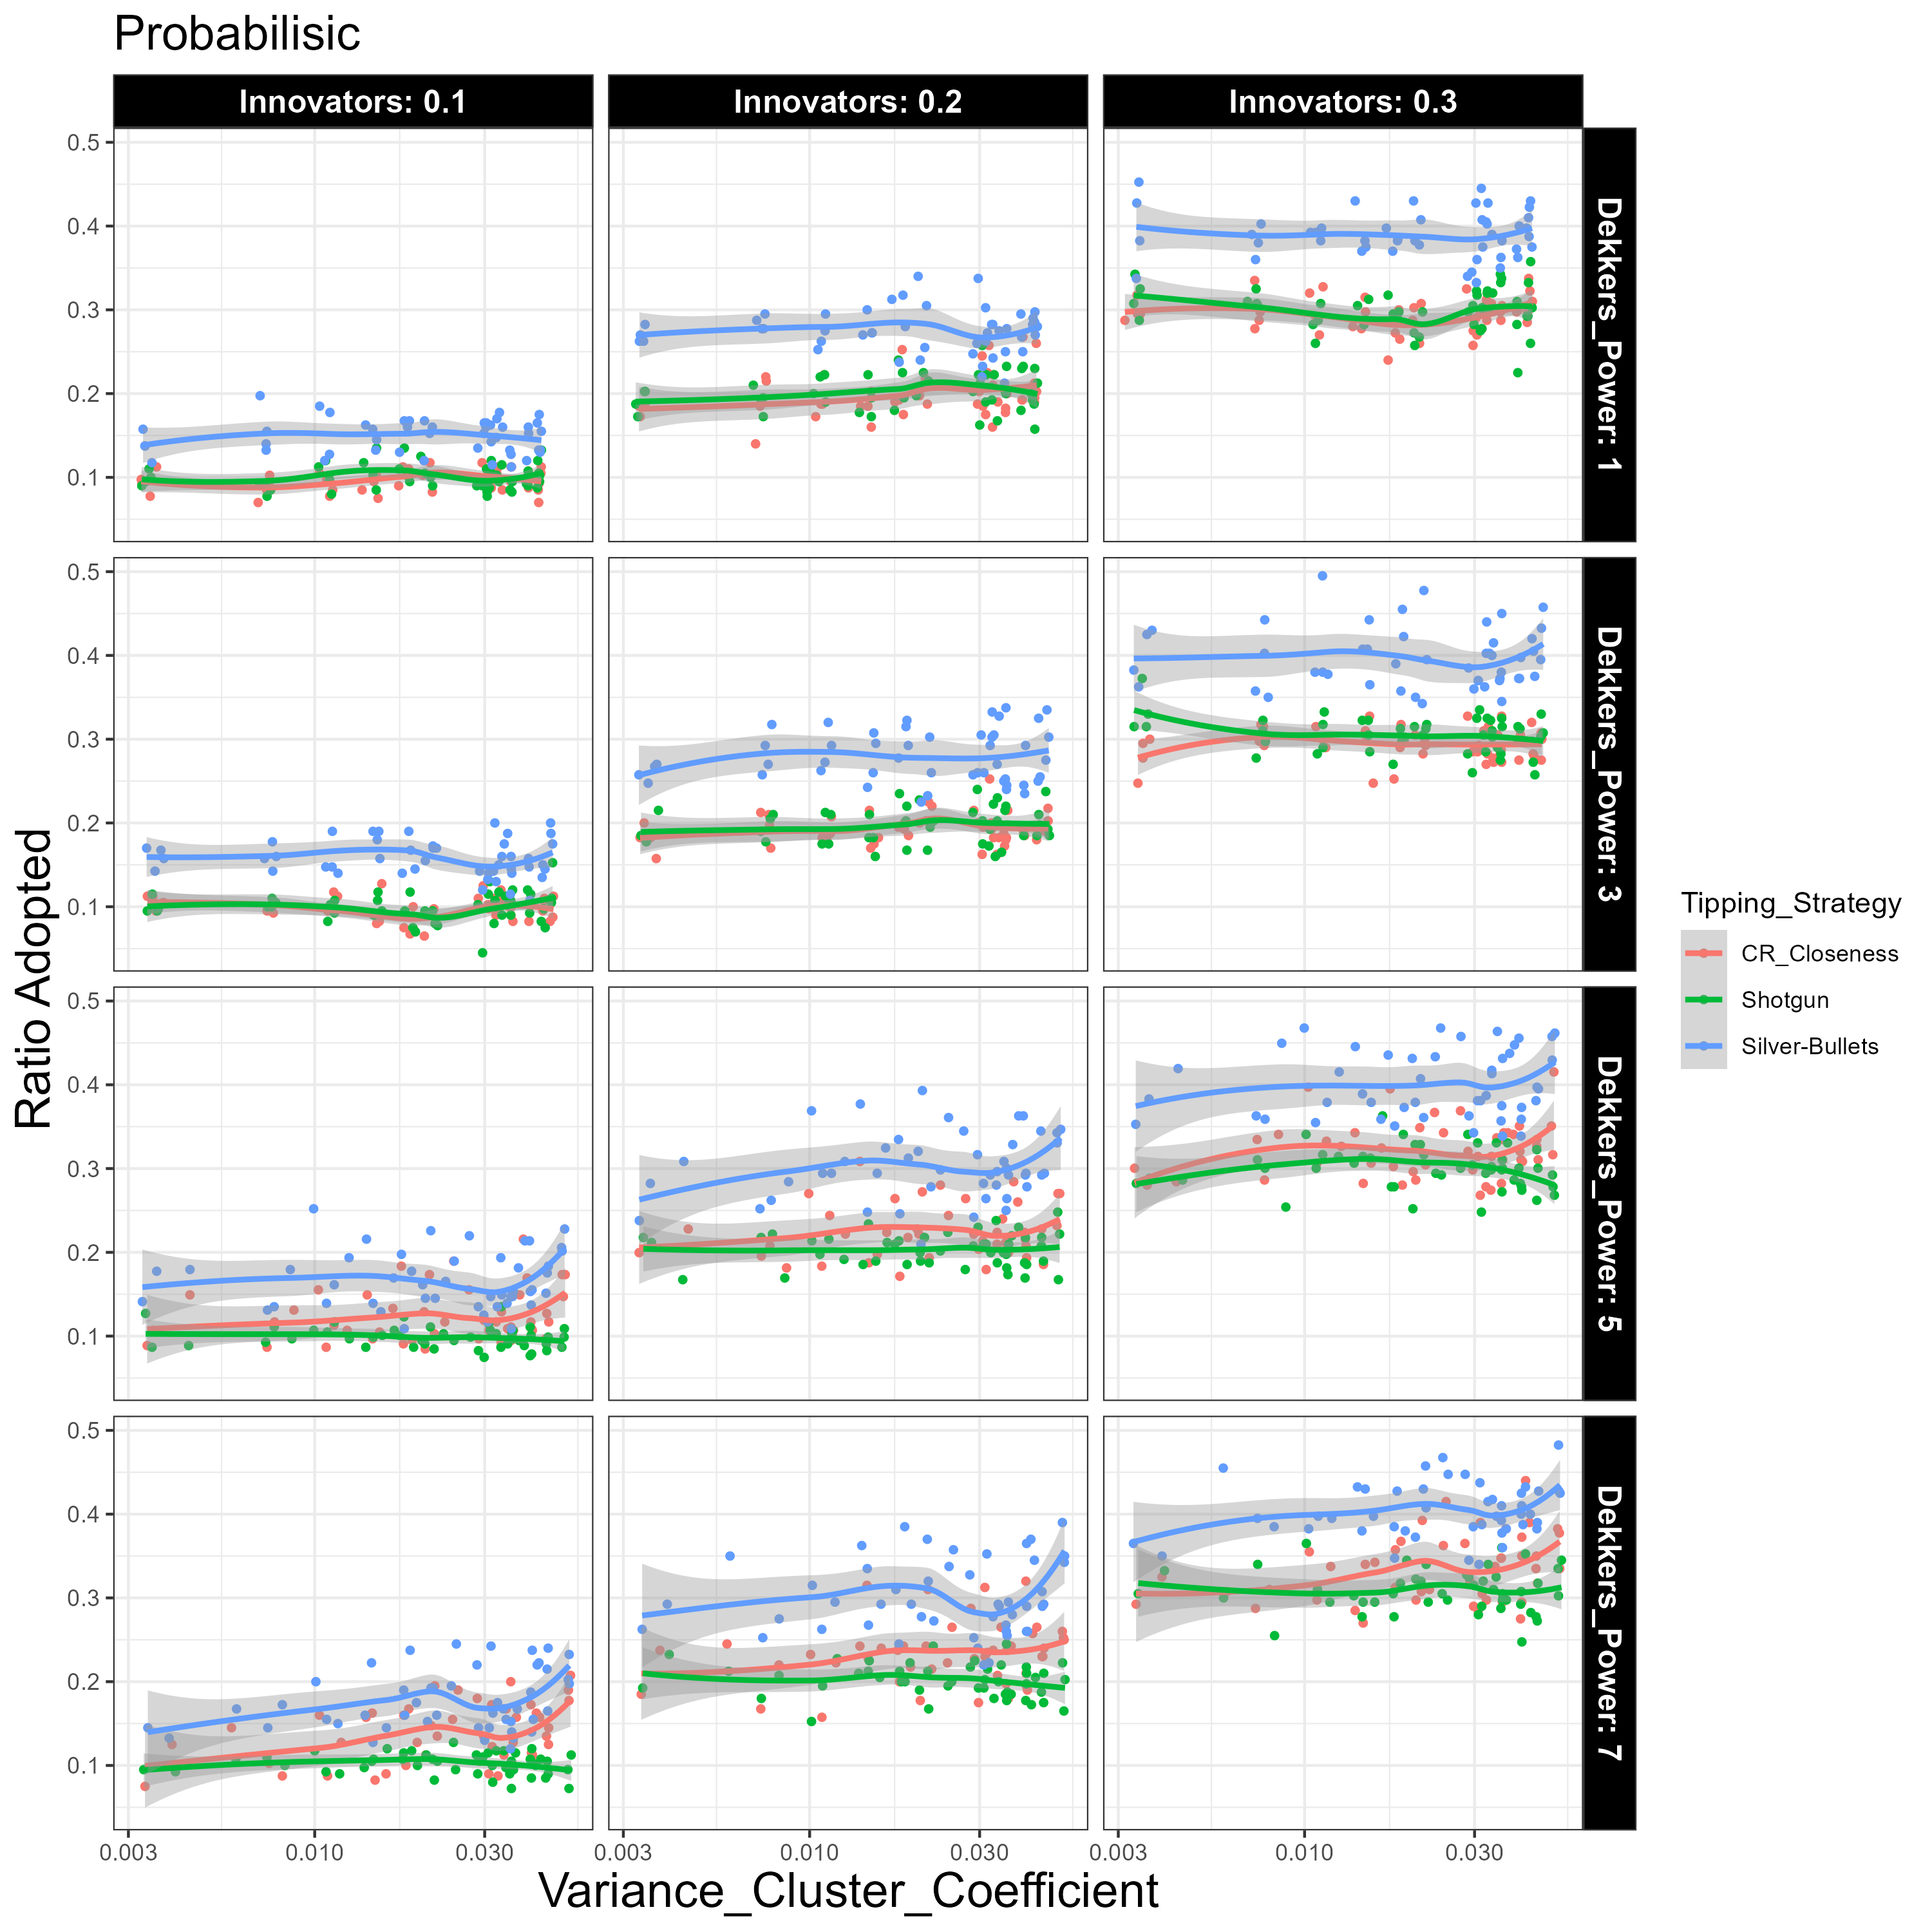 Probabilisic
Innovators: 0.1
Innovators: 0.2
Innovators: 0.3
0.5
0.4
0.3
0.2
0.1
Dekkers_Power: 1
0.5
0.4
0.3
0.2
0.1
Dekkers_Power: 3
0.5
0.4
0.3
0.2
0.1
Dekkers_Power: 5
0.5
0.4
0.3
0.2
0.1
Dekkers_Power: 7
0.003 0.010 0.030
0.003 0.010 0.030
0.003 0.010 0.030
Variance_Cluster_Coefficient
Ratio Adopted
Tipping_Strategy
CR_Closeness
Shotgun
Silver-Bullets